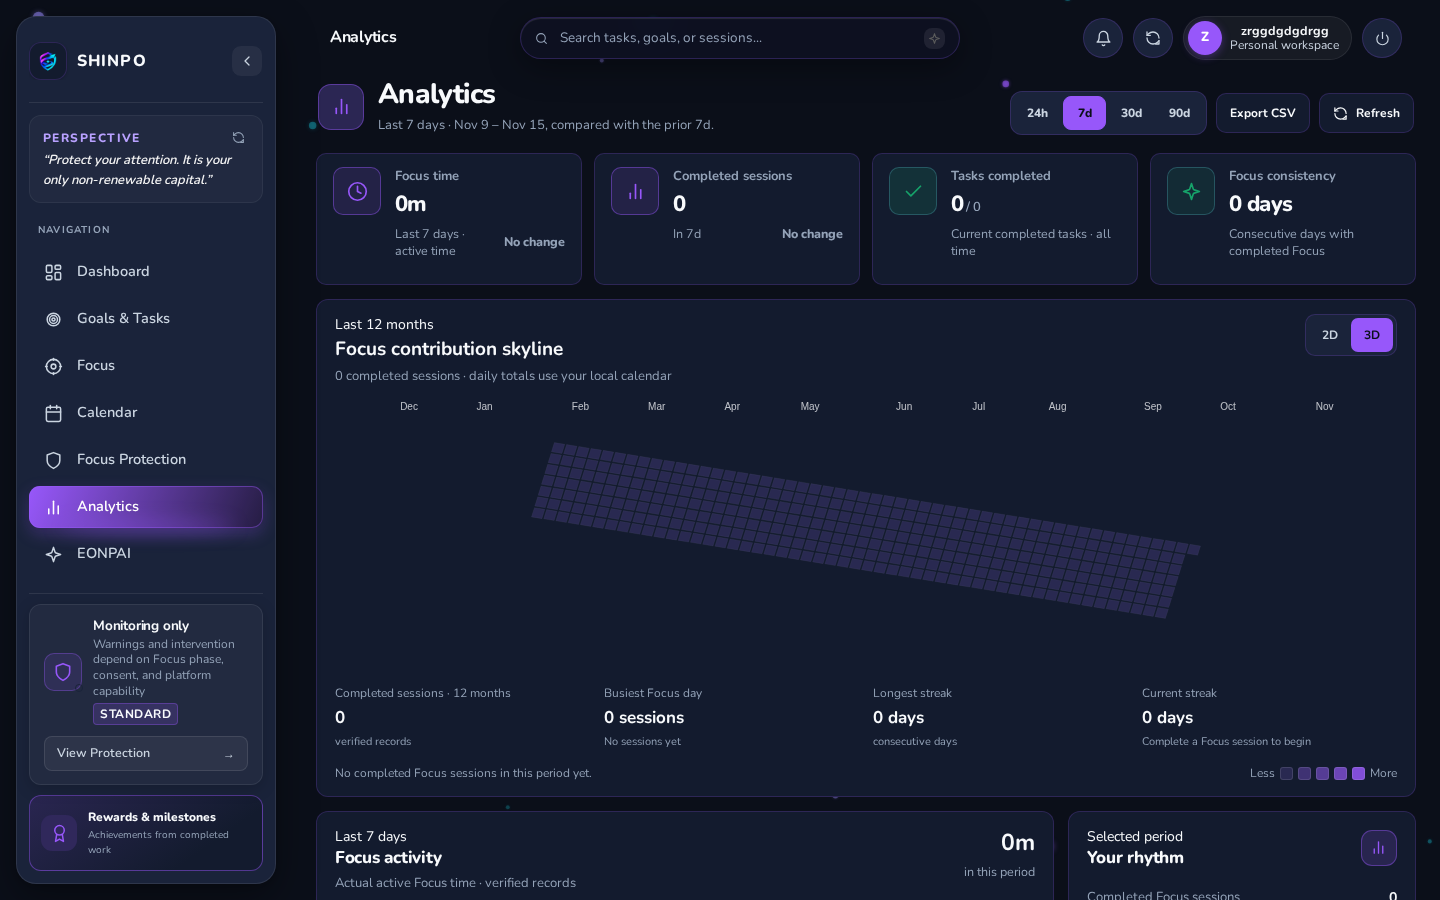 SHINPO
PERSPECTIVE
“Protect your attention. It is your
only non-renewable capital.”
NAVIGATION
Dashboard
Goals & Tasks
Focus
Calendar
Focus Protection
Analytics
EONPAI
Monitoring only
Warnings and intervention
depend on Focus phase,
consent, and platform
capability
STANDARD
View Protection →
Rewards & milestones
Achievements from completed
work
Analytics
Search tasks, goals, or sessions...
Z
zrggdgdgdrgg
Personal workspace
Analytics
Last 7 days · Nov 9 – Nov 15, compared with the prior 7d.
24h 7d 30d 90d
Export CSV
Refresh
Focus time
0m
Last 7 days ·
active time
No change
Completed sessions
0
In 7d
No change
Tasks completed
0 / 0
Current completed tasks · all
time
Focus consistency
0 days
Consecutive days with
completed Focus
Last 12 months
Focus contribution skyline
0 completed sessions · daily totals use your local calendar
2D 3D
Dec Jan Feb Mar Apr May Jun Jul Aug Sep Oct Nov
Completed sessions · 12 months
0
verified records
Busiest Focus day
0 sessions
No sessions yet
Longest streak
0 days
consecutive days
Current streak
0 days
Complete a Focus session to begin
No completed Focus sessions in this period yet.
Less More
Last 7 days
Focus activity
Actual active Focus time · verified records
0m
in this period
Selected period
Your rhythm
Completed Focus sessions 0